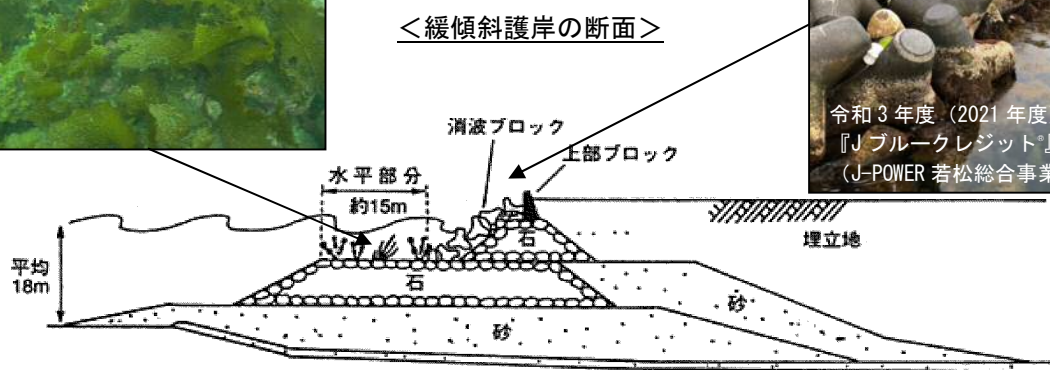 <緩傾斜護岸の断面>
令和3年度（2021年度
『Jブルークレジット®』
（J-POWER 若松総合事業
消波ブロック
上部ブロック
水平部分
約15m
埋立地
平均
18m
石
石
砂
砂